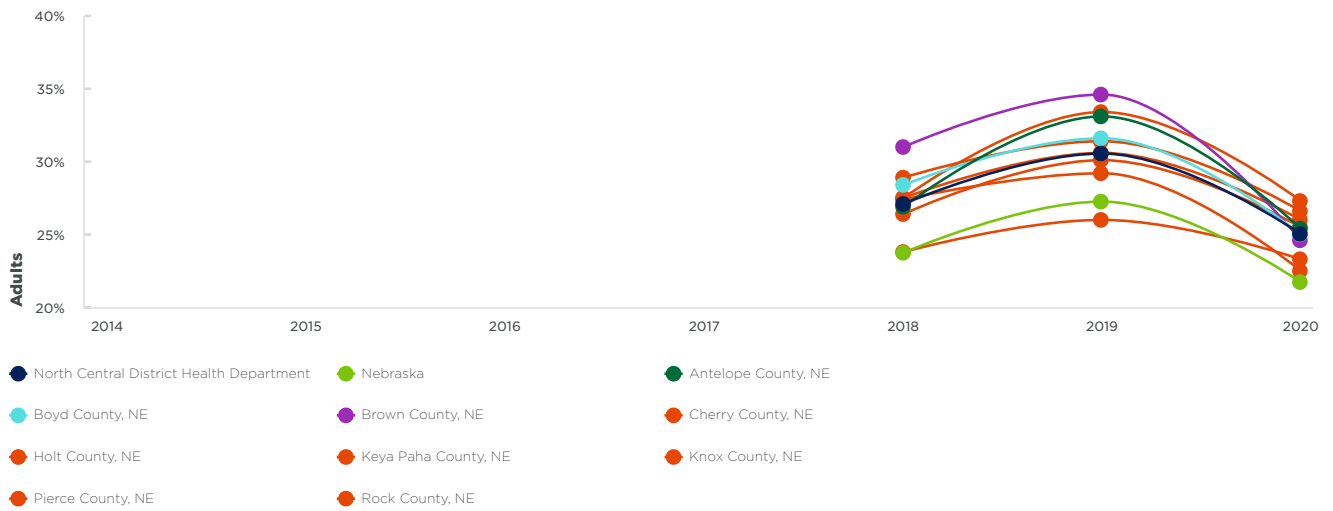 40%
35%
30%
25%
20%
Adults
2014 2015 2016 2017 2018 2019 2020
North Central District Health Department Nebraska Antelope County, NE
Boyd County, NE Brown County, NE Cherry County, NE
Holt County, NE Keya Paha County, NE Knox County, NE
Pierce County, NE Rock County, NE